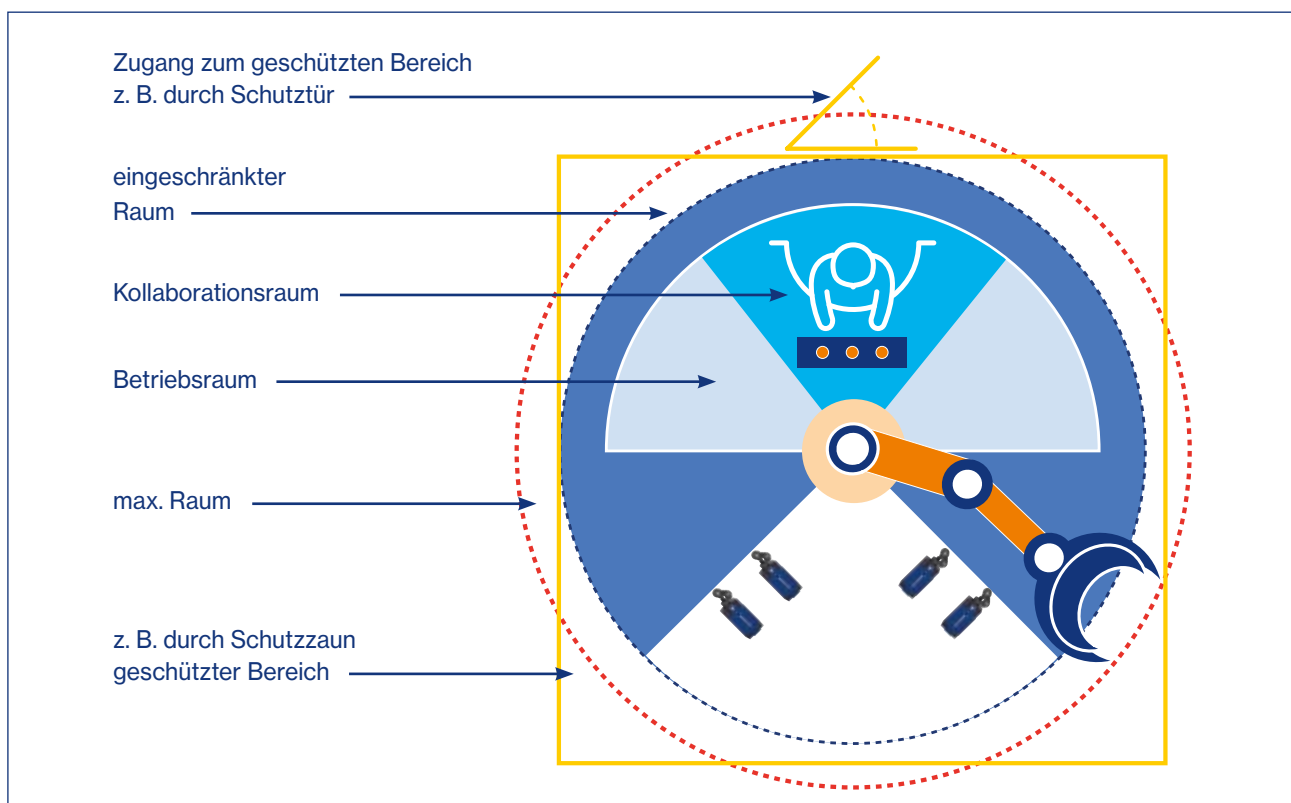 Zugang zum geschützten Bereich
z. B. durch Schutztür
eingeschränkter
Raum
Kollaborationsraum
Betriebsraum
max. Raum
z. B. durch Schutzzaun
geschützter Bereich